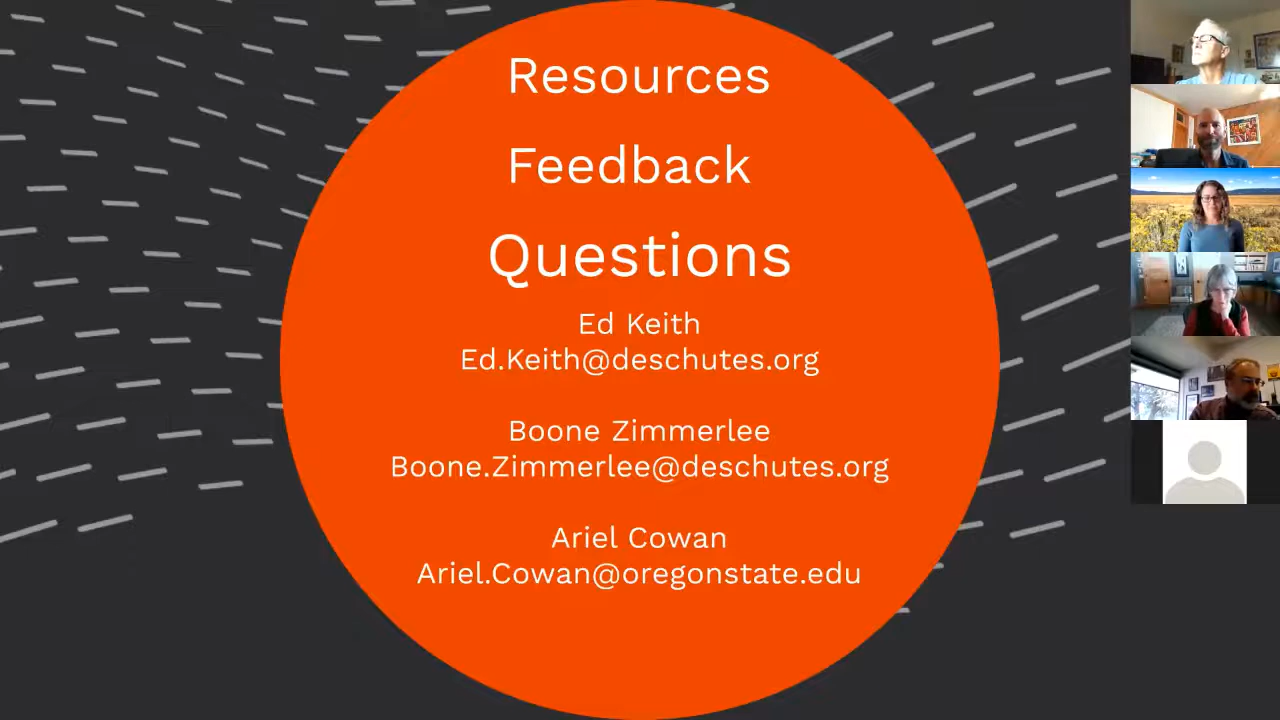 Resources
Feedback
Questions
Ed Keith
Ed.Keith@deschutes.org
Boone Zimmerlee
Boone.Zimmerlee@deschutes.org
Ariel Cowan
Ariel.Cowan@oregonstate.edu